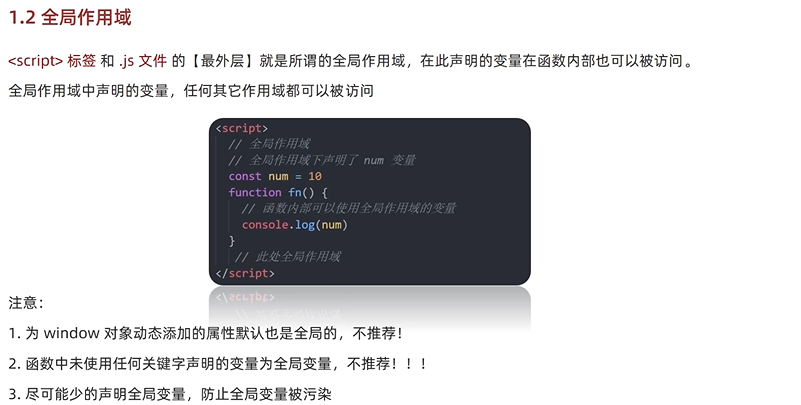 1.2 全局作用域
<script> 标签 和 .js 文件 的【最外层】就是所谓的全局作用域，在此声明的变量在函数内部也可以被访问。
全局作用域中声明的变量，任何其它作用域都可以被访问
<script>
// 全局作用域
// 全局作用域下声明了 num 变量
const num = 10
function fn() {
// 函数内部可以使用全局作用域的变量
console.log(num)
}
// 此处全局作用域
</script>
注意：
1. 为 window 对象动态添加的属性默认也是全局的，不推荐！
2. 函数中未使用任何关键字声明的变量为全局变量，不推荐！！！
3. 尽可能少的声明全局变量，防止全局变量被污染